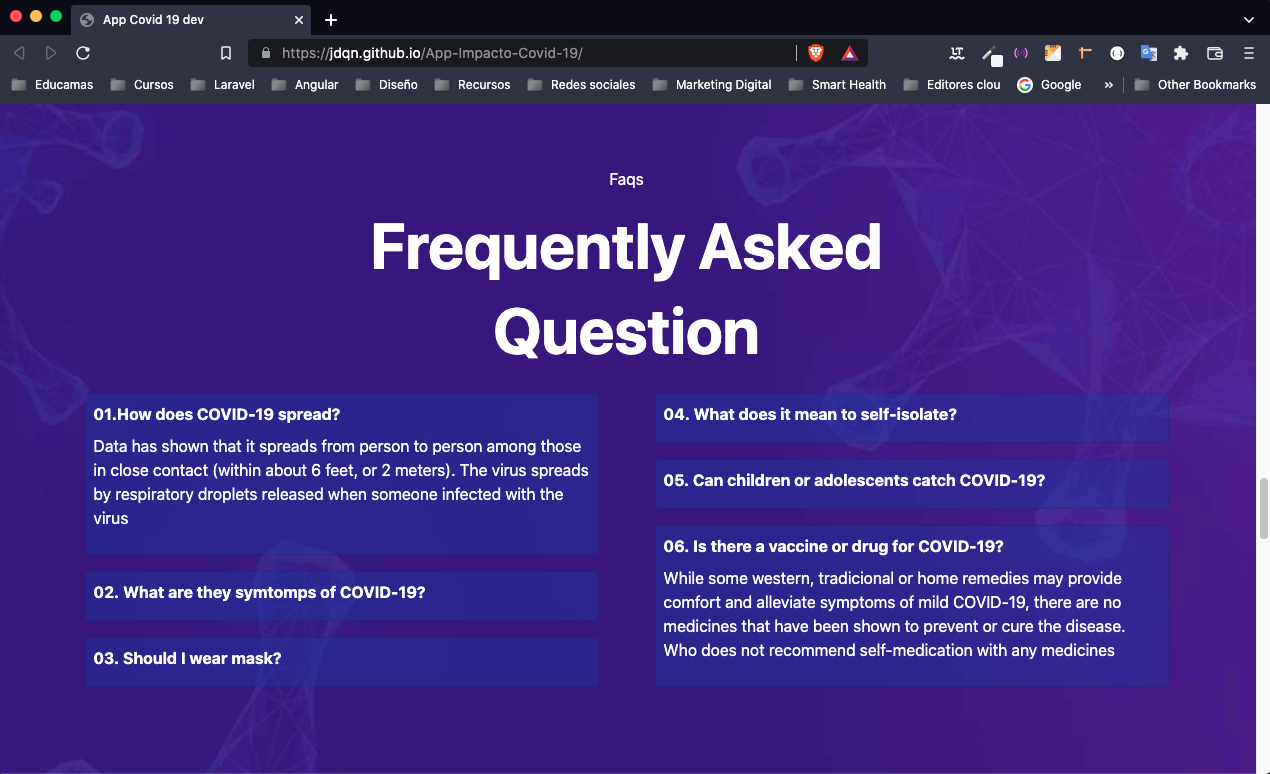 App Covid 19 dev
https://jdqn.github.io/App-Impacto-Covid-19/
Educamas
Cursos
Laravel
Angular
Diseño
Recursos
Redes sociales
Marketing Digital
Smart Health
Editores clou
Google
»
Other Bookmarks
Faqs
Frequently Asked
Question
01.How does COVID-19 spread?
Data has shown that it spreads from person to person among those
in close contact (within about 6 feet, or 2 meters). The virus spreads
by respiratory droplets released when someone infected with the
virus
02. What are they symtomps of COVID-19?
03. Should I wear mask?
04. What does it mean to self-isolate?
05. Can children or adolescents catch COVID-19?
06. Is there a vaccine or drug for COVID-19?
While some western, tradicional or home remedies may provide
comfort and alleviate symptoms of mild COVID-19, there are no
medicines that have been shown to prevent or cure the disease.
Who does not recommend self-medication with any medicines